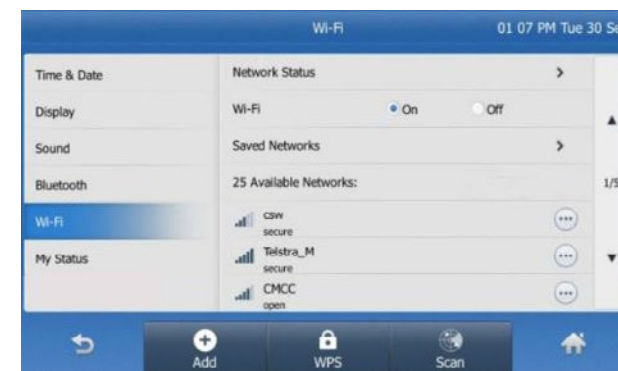 Wi-Fi 01 07 PM Tue 30 Se
Time & Date
Display
Sound
Bluetooth
Wi-Fi
My Status
Network Status
Wi-Fi On Off
Saved Networks
25 Available Networks:
csw
secure
Telstra_M
secure
CMCC
open
1/5
Add
WPS
Scan